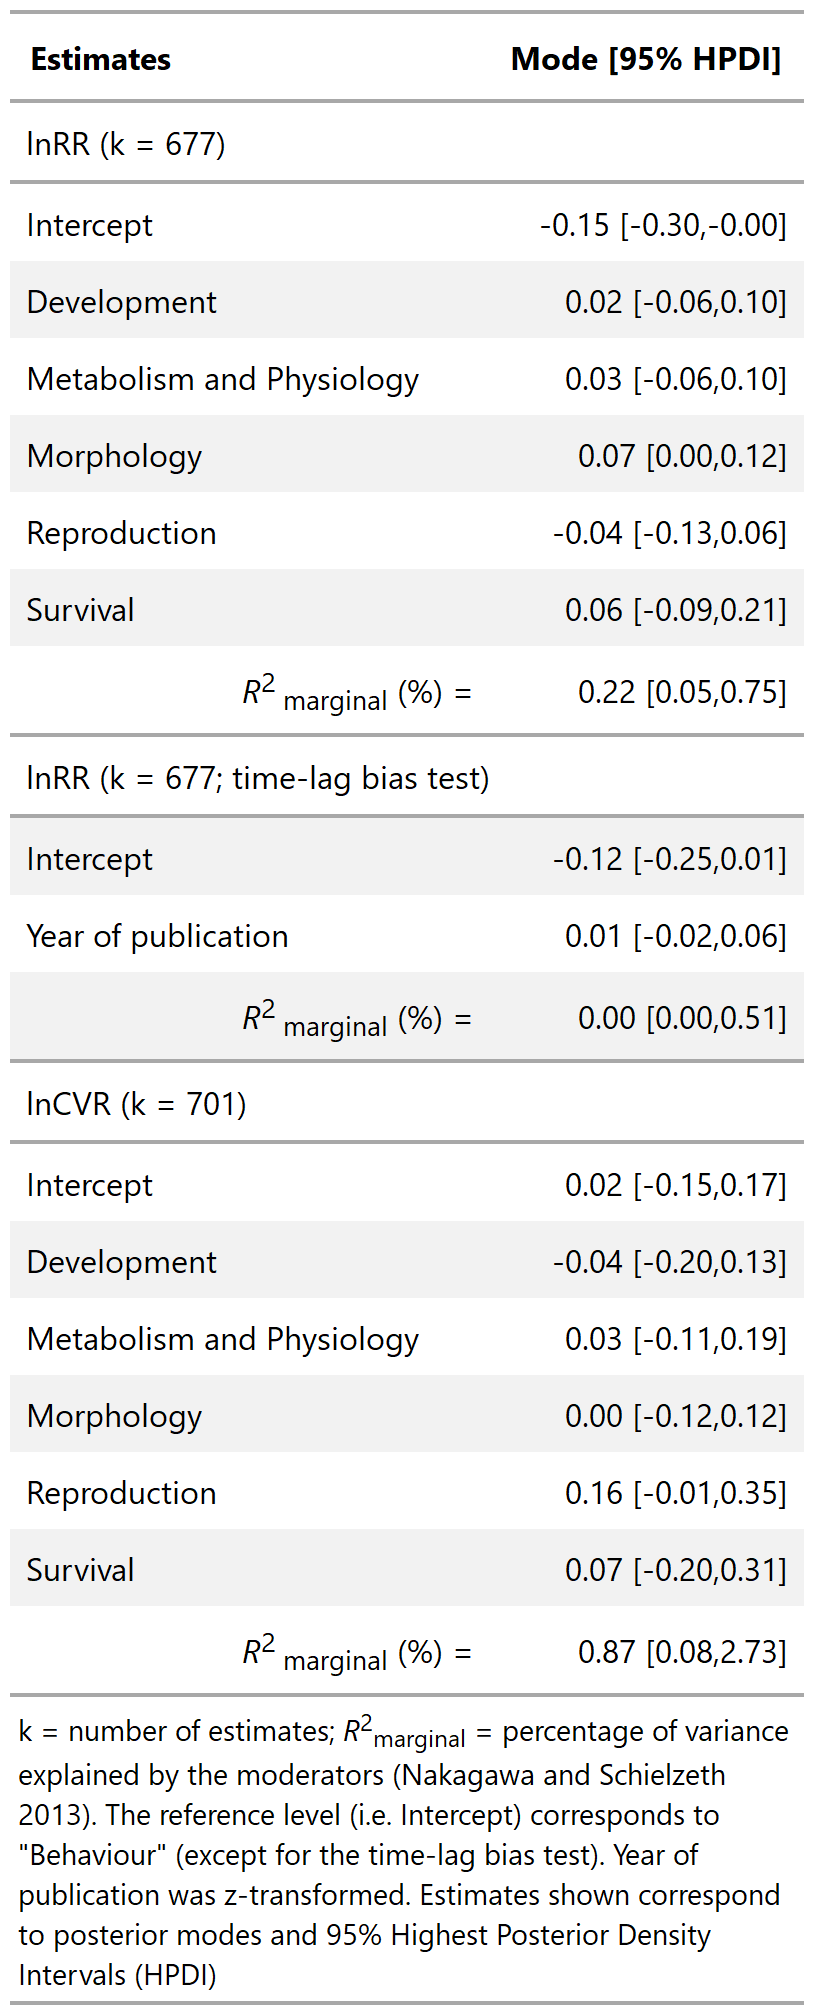 Estimates Mode [95% HPDI]
lnRR (k = 677)
Intercept -0.15 [-0.30,-0.00]
Development 0.02 [-0.06,0.10]
Metabolism and Physiology 0.03 [-0.06,0.10]
Morphology 0.07 [0.00,0.12]
Reproduction -0.04 [-0.13,0.06]
Survival 0.06 [-0.09,0.21]
R² marginal (%) = 0.22 [0.05,0.75]
lnRR (k = 677; time-lag bias test)
Intercept -0.12 [-0.25,0.01]
Year of publication 0.01 [-0.02,0.06]
R² marginal (%) = 0.00 [0.00,0.51]
lnCVR (k = 701)
Intercept 0.02 [-0.15,0.17]
Development -0.04 [-0.20,0.13]
Metabolism and Physiology 0.03 [-0.11,0.19]
Morphology 0.00 [-0.12,0.12]
Reproduction 0.16 [-0.01,0.35]
Survival 0.07 [-0.20,0.31]
R² marginal (%) = 0.87 [0.08,2.73]
k = number of estimates; R²marginal = percentage of variance
explained by the moderators (Nakagawa and Schielzeth
2013). The reference level (i.e. Intercept) corresponds to
"Behaviour" (except for the time-lag bias test). Year of
publication was z-transformed. Estimates shown correspond
to posterior modes and 95% Highest Posterior Density
Intervals (HPDI)